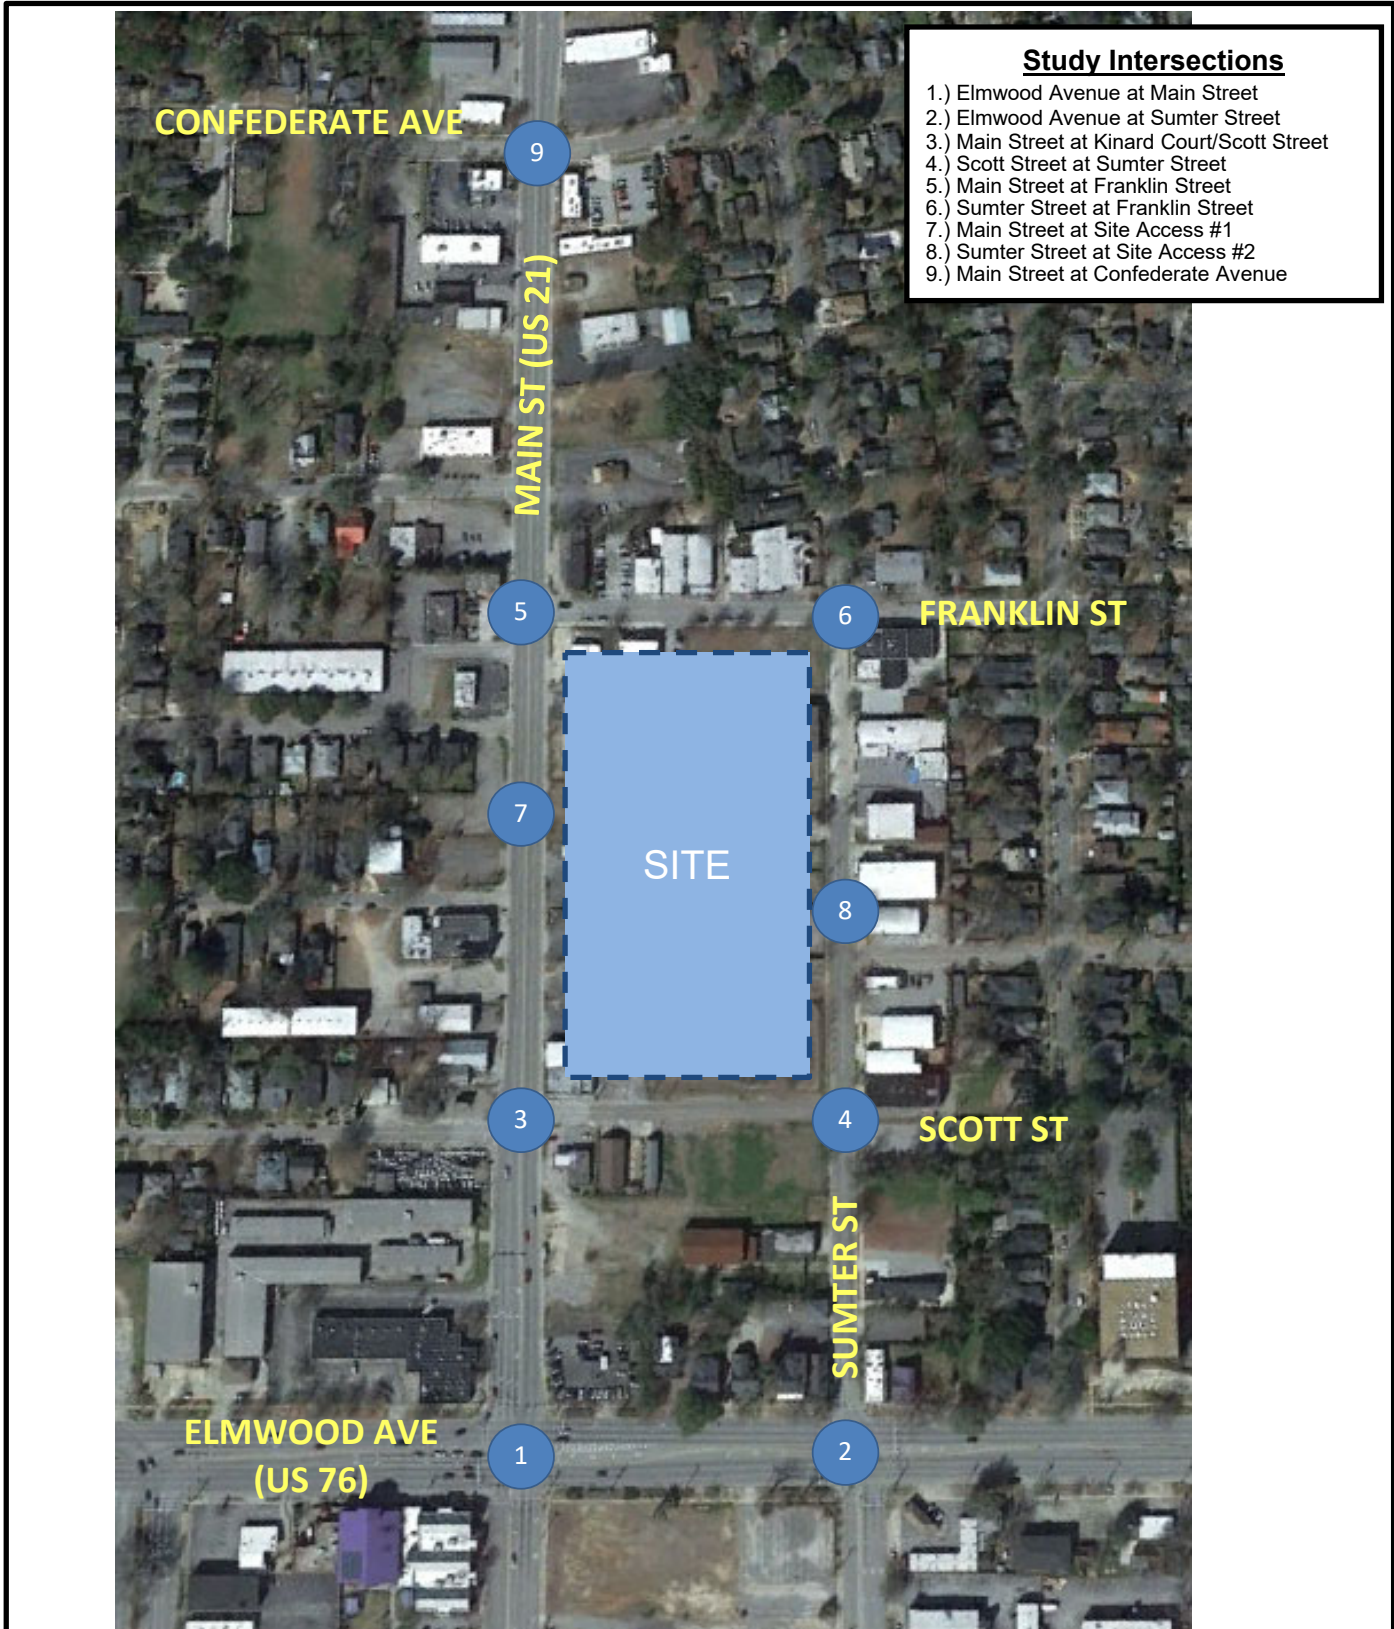 Study Intersections
1.) Elmwood Avenue at Main Street
2.) Elmwood Avenue at Sumter Street
3.) Main Street at Kinard Court/Scott Street
4.) Scott Street at Sumter Street
5.) Main Street at Franklin Street
6.) Sumter Street at Franklin Street
7.) Main Street at Site Access #1
8.) Sumter Street at Site Access #2
9.) Main Street at Confederate Avenue
CONFEDERATE AVE
9
MAIN ST (US 21)
5
6
FRANKLIN ST
7
SITE
8
3
4
SCOTT ST
SUMTER ST
ELMWOOD AVE
(US 76)
1
2